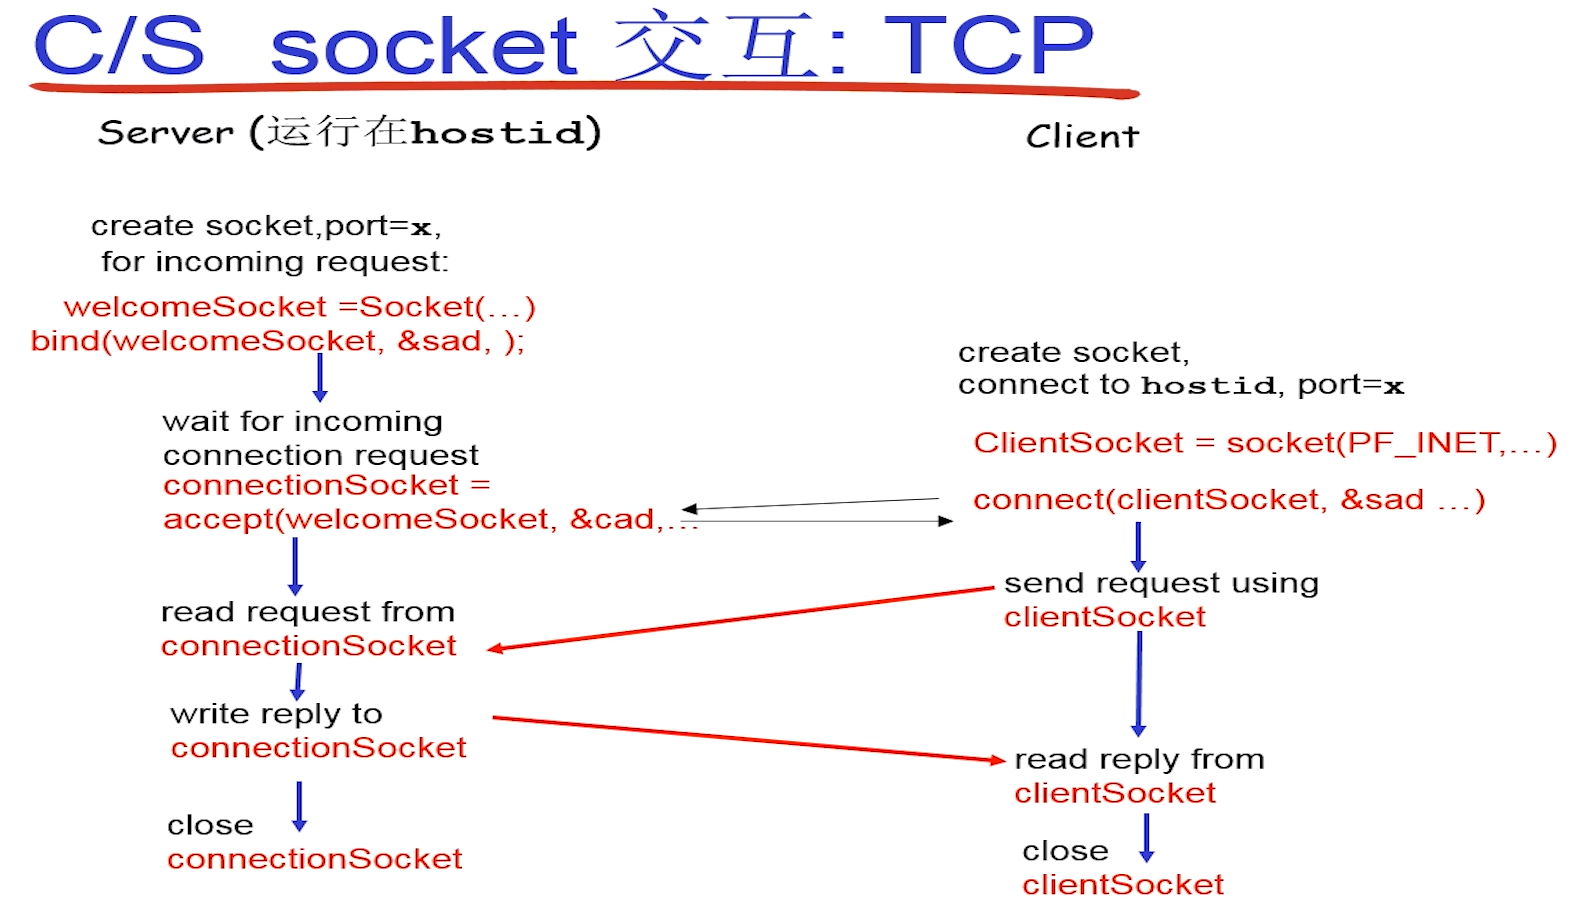 C/S socket 交互: TCP
Server (运行在hostid)
Client
create socket,port=x,
for incoming request:
welcomeSocket =Socket(…)
bind(welcomeSocket, &sad, );
wait for incoming
connection request
connectionSocket =
accept(welcomeSocket, &cad,…
read request from
connectionSocket
write reply to
connectionSocket
close
connectionSocket
create socket,
connect to hostid, port=x
ClientSocket = socket(PF_INET,…)
connect(clientSocket, &sad …)
send request using
clientSocket
read reply from
clientSocket
close
clientSocket